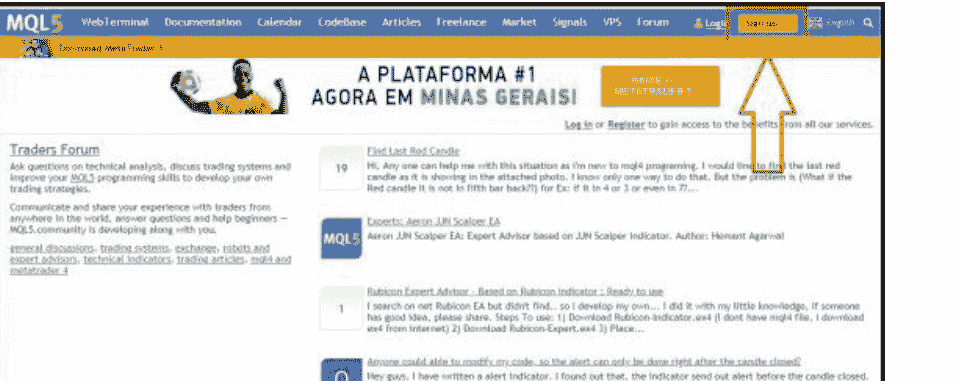 MQL5 WebTerminal Documentation Calendar CodeBase Articles Freelance Market Signals VPS Forum Login English
Download MetaTrader 5
A PLATAFORMA #1
AGORA EM MINAS GERAIS!
Log in or Register to gain access to the benefits from all our services.
Traders Forum
Ask questions on technical analysis, discuss trading systems and
improve your MQL5 programming skills to develop your own
trading strategies.
Communicate and share your experience with traders from
anywhere in the world, answer questions and help beginners —
MQL5.community is developing along with you.
general discussions, trading systems, exchange, robots and
expert advisors, technical indicators, trading articles, mql4 and
metatrader 4
Find Last Red Candle
19
Hi, Any one can help me with this situation as i'm new to mql4 programing. I would line to find the last red
candle as it is showing in the attached photo. I know only one way to do that. But the problem is (What if the
Red candle it is not in fifth bar back?!) for Ex: if it in 4 or 3 or even in 7?...
Experts: Aeron JJN Scalper EA
MQL5
Aeron JJN Scalper EA: Expert Advisor based on JJN Scalper Indicator. Author: Hemant Agarwal
Rubicon Expert Advisor - Based on Rubicon Indicator : Ready to use
1
I search on net Rubicon EA but didn't find.. so I develop my own... I did it with my little knowledge, If someone
has good idea, please share. Steps To use: 1) Download Rubicon-Indicator.ex4 (I dont have mql4 file, I download
ex4 from internet) 2) Download Rubicon-Expert.ex4 3) Place...
Anyone could able to modify my code, so the alert can only be done right after the candle closed?
0
Hey guys, I have written a alert indicator. I found out that, the indicator send out alert before the candle closed.